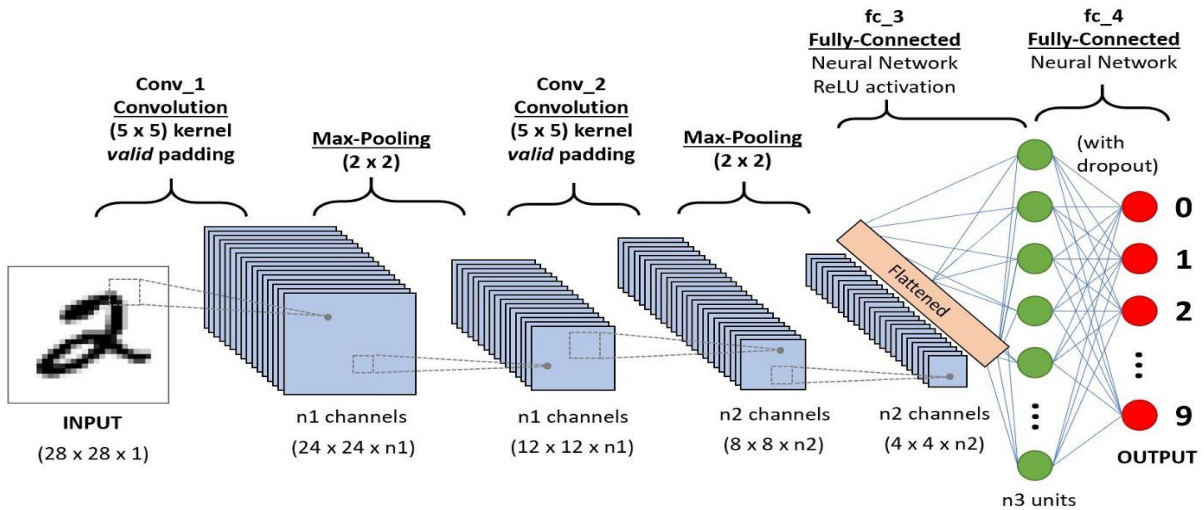 Conv_1
Convolution
(5 x 5) kernel
valid padding
Max-Pooling
(2 x 2)
Conv_2
Convolution
(5 x 5) kernel
valid padding
Max-Pooling
(2 x 2)
fc_3
Fully-Connected
Neural Network
ReLU activation
fc_4
Fully-Connected
Neural Network
(with
dropout)
Flattened
0
1
2
9
OUTPUT
2
INPUT
(28 x 28 x 1)
n1 channels
(24 x 24 x n1)
n1 channels
(12 x 12 x n1)
n2 channels
(8 x 8 x n2)
n2 channels
(4 x 4 x n2)
n3 units